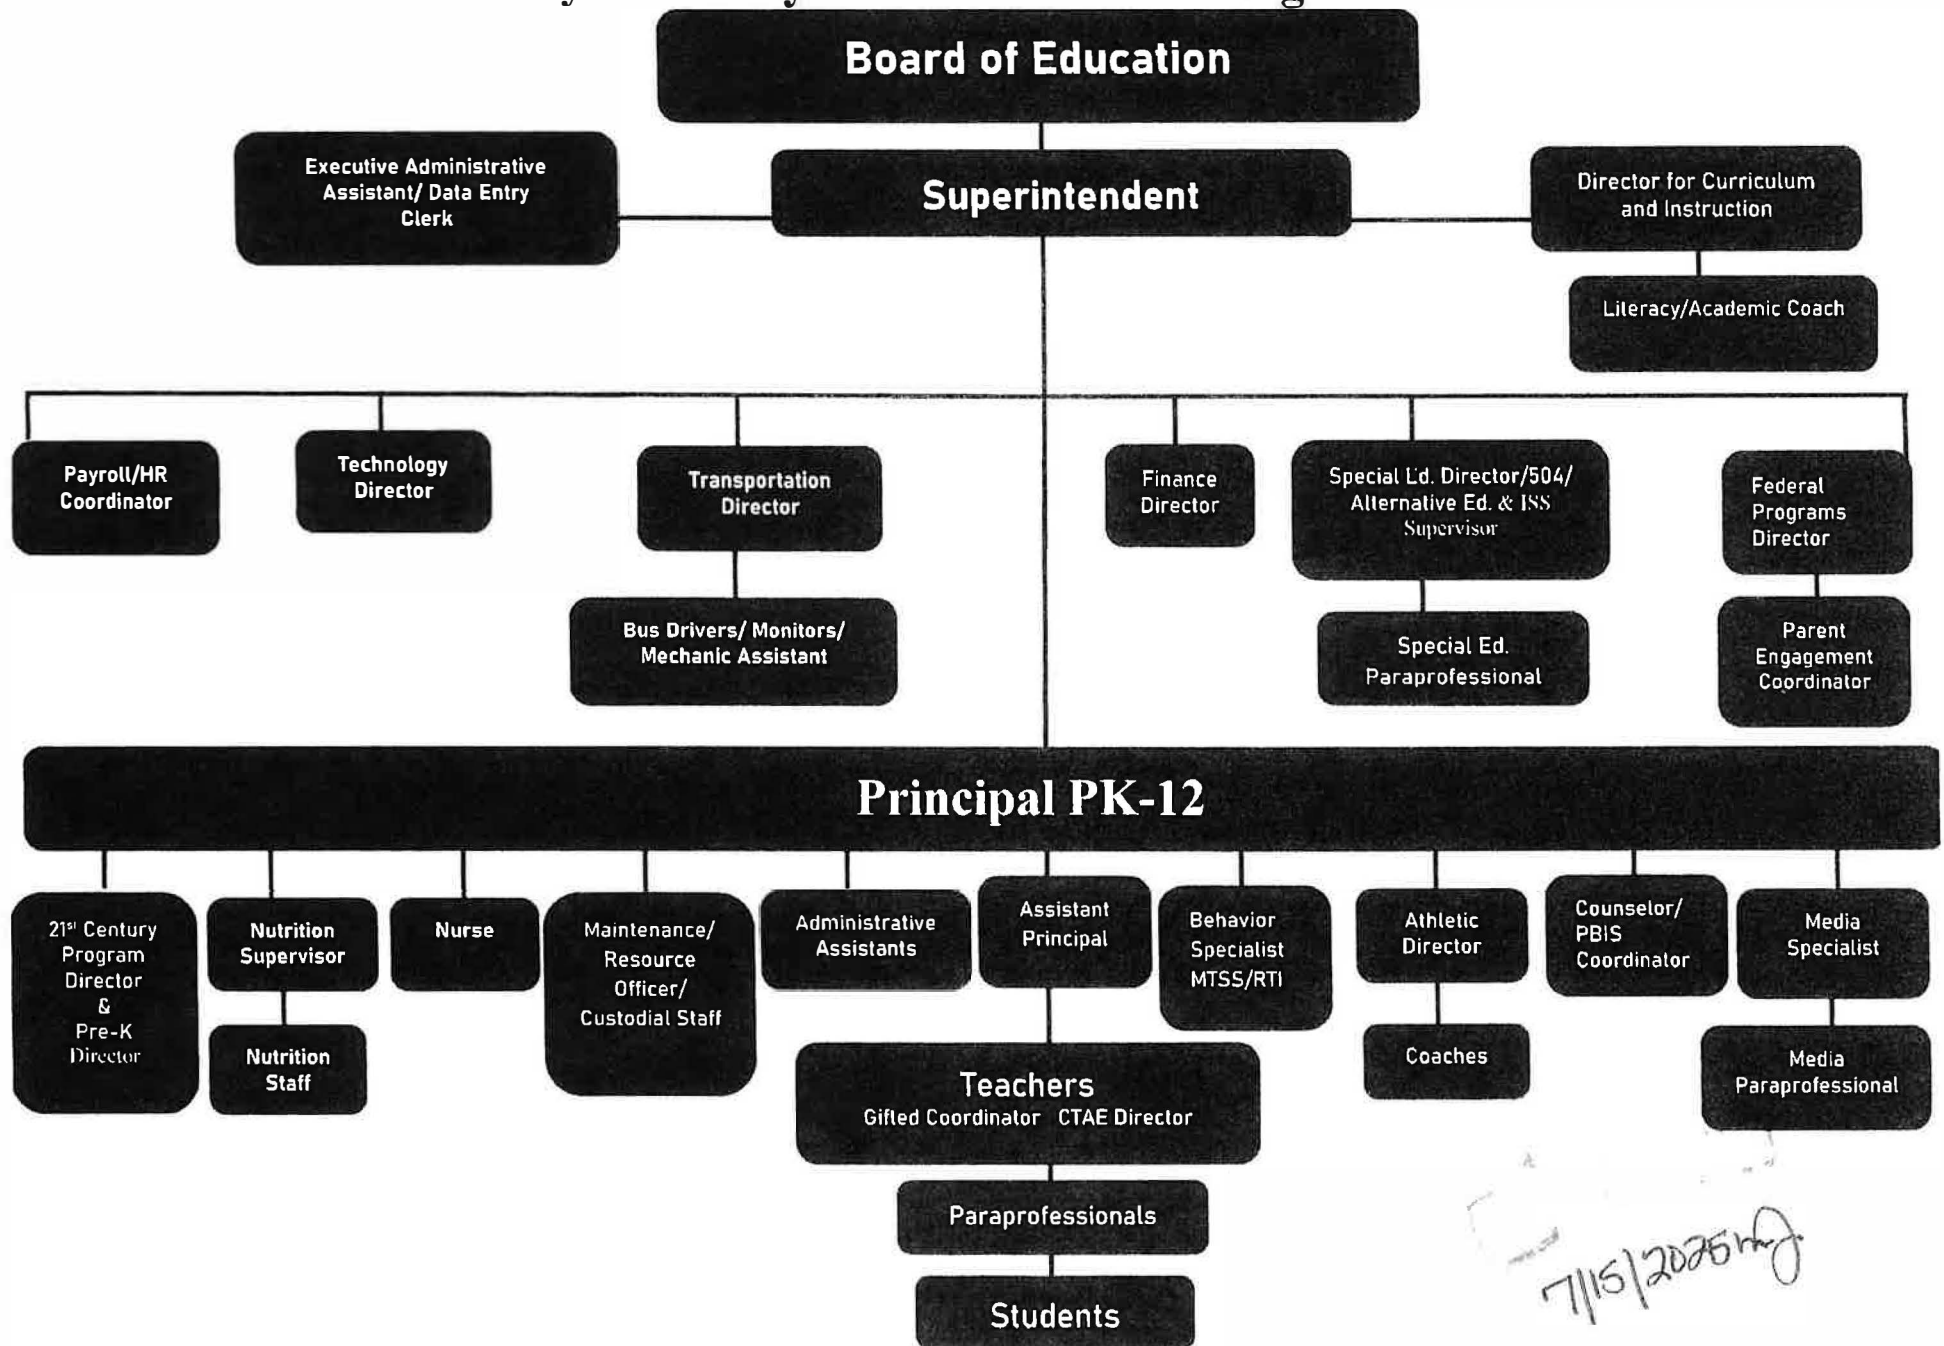 Board of Education
Executive Administrative
Assistant/ Data Entry
Clerk
Superintendent
Director for Curriculum
and Instruction
Literacy/Academic Coach
Payroll/HR
Coordinator
Technology
Director
Transportation
Director
Finance
Director
Special Ed. Director/504/
Alternative Ed. & ISS
Supervisor
Federal
Programs
Director
Bus Drivers/ Monitors/
Mechanic Assistant
Special Ed.
Paraprofessional
Parent
Engagement
Coordinator
Principal PK-12
21st Century
Program
Director
&
Pre-K
Director
Nutrition
Supervisor
Nutrition
Staff
Nurse
Maintenance/
Resource
Officer/
Custodial Staff
Administrative
Assistants
Assistant
Principal
Behavior
Specialist
MTSS/RTI
Athletic
Director
Coaches
Counselor/
PBIS
Coordinator
Media
Specialist
Media
Paraprofessional
Teachers
Gifted Coordinator CTAE Director
Paraprofessionals
Students
7/15/2025